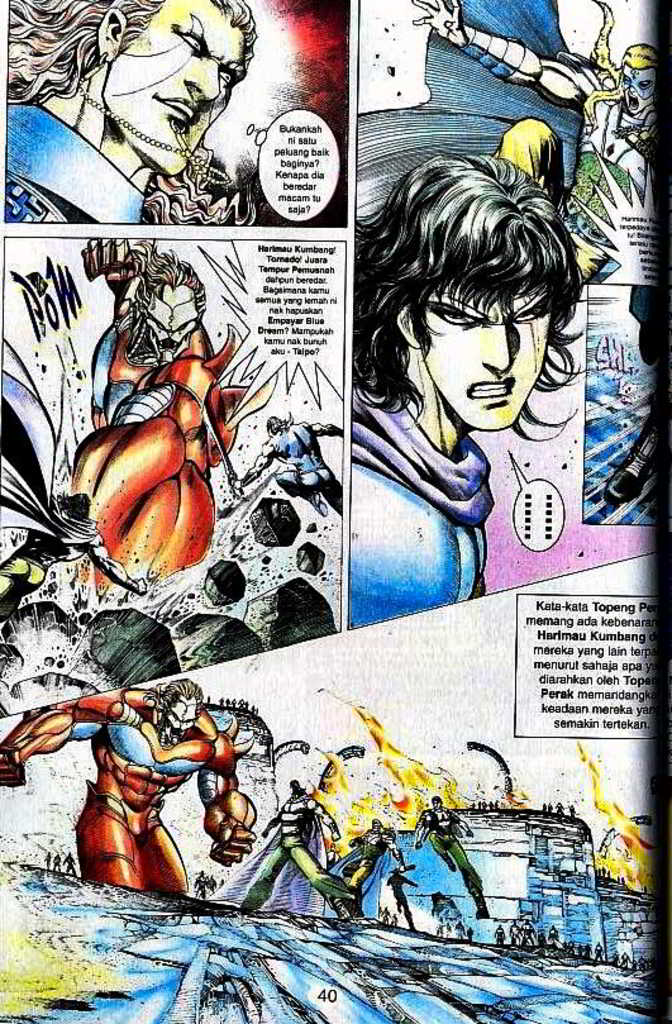 Bukankah
ni satu
peluang baik
baginya?
Kenapa dia
beredar
macam tu
saja?
Harimau Kumbang!
Tornado! Juara
Tempur Pemusnah
dahpun beredar.
Bagaimana kamu
semua yang lemah ni
nak hapuskan
Empayar Blue
Dream? Mampukah
kamu nak bunuh
aku - Taipo?
Kata-kata Topeng
memang ada kebenaran
Harimau Kumbang
mereka yang lain
menurut sahaja apa
diarahkan oleh
Perak memandangka
keadaan mereka
semakin tertekan.
40